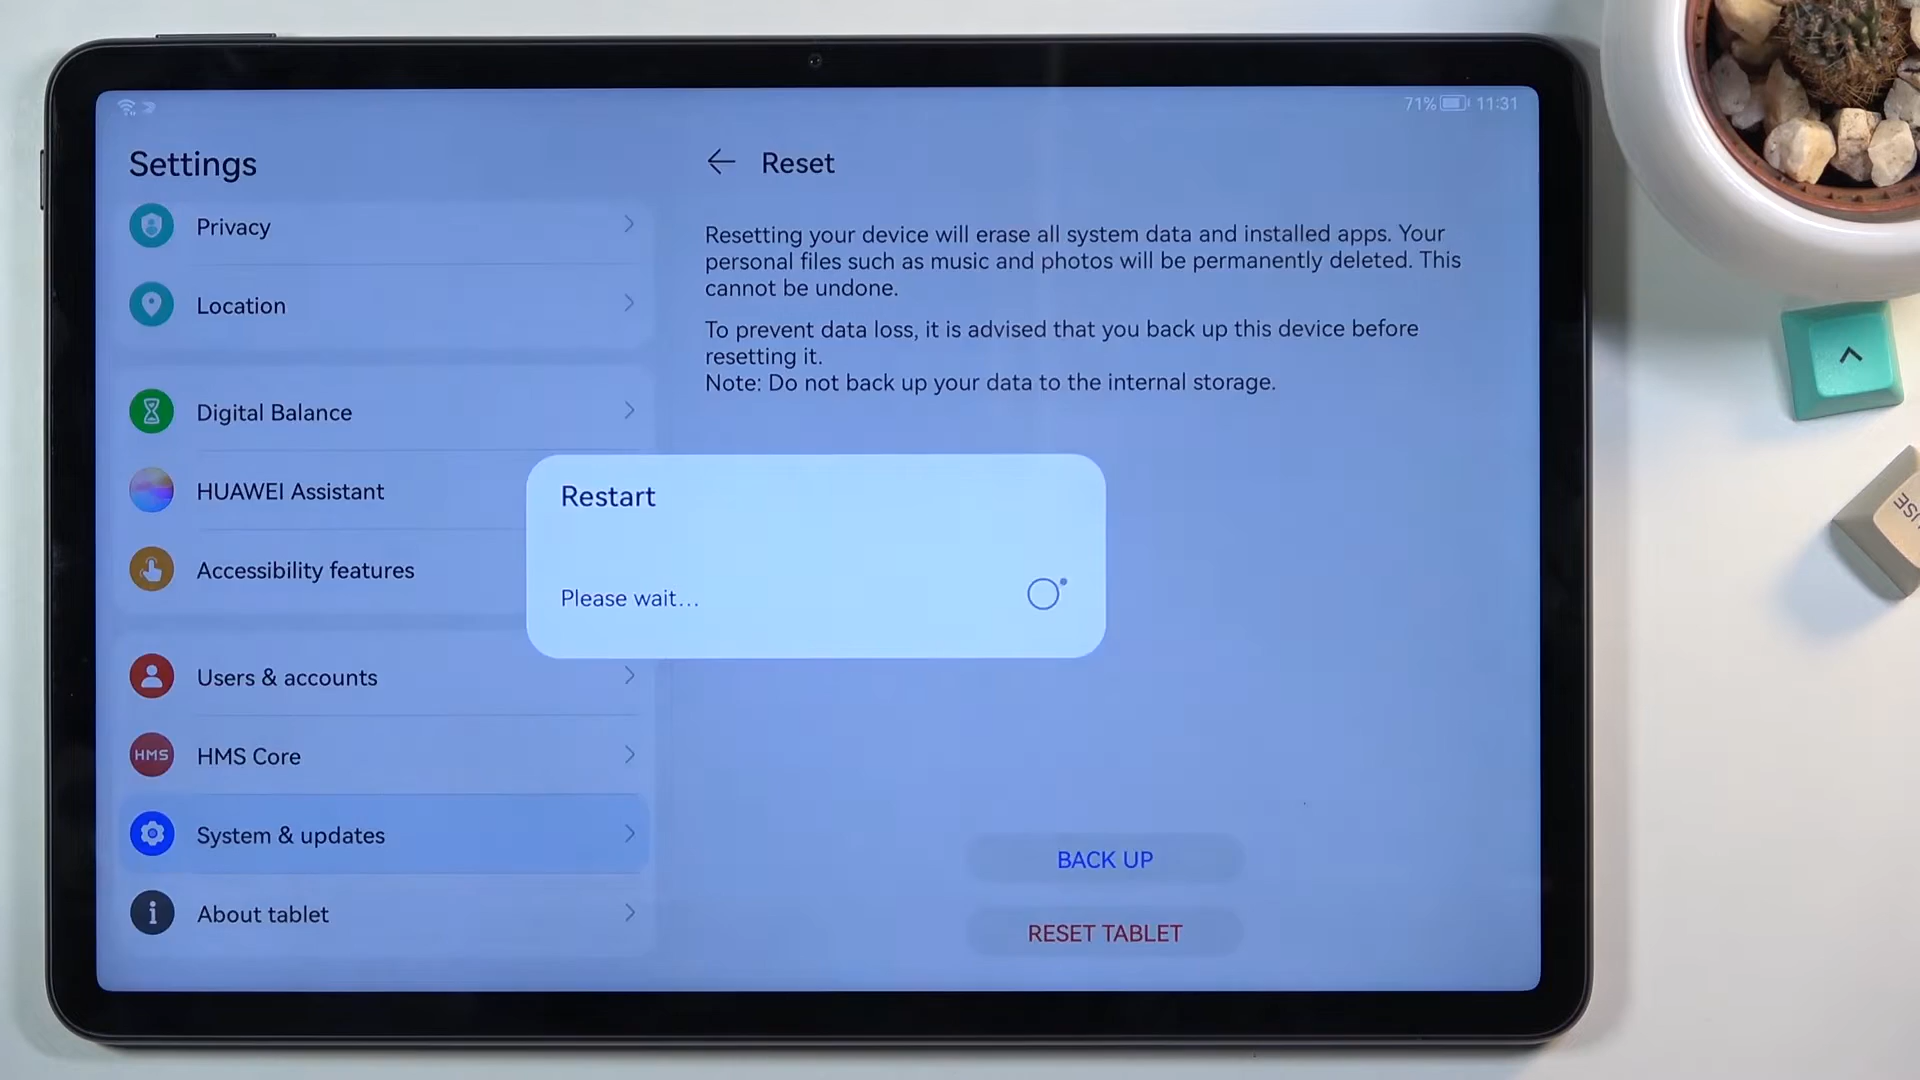 71% 11:31
Settings
Privacy
Location
Digital Balance
HUAWEI Assistant
Accessibility features
Users & accounts
HMS
HMS Core
System & updates
About tablet
Reset
Resetting your device will erase all system data and installed apps. Your
personal files such as music and photos will be permanently deleted. This
cannot be undone.
To prevent data loss, it is advised that you back up this device before
resetting it.
Note: Do not back up your data to the internal storage.
Restart
Please wait...
BACK UP
RESET TABLET